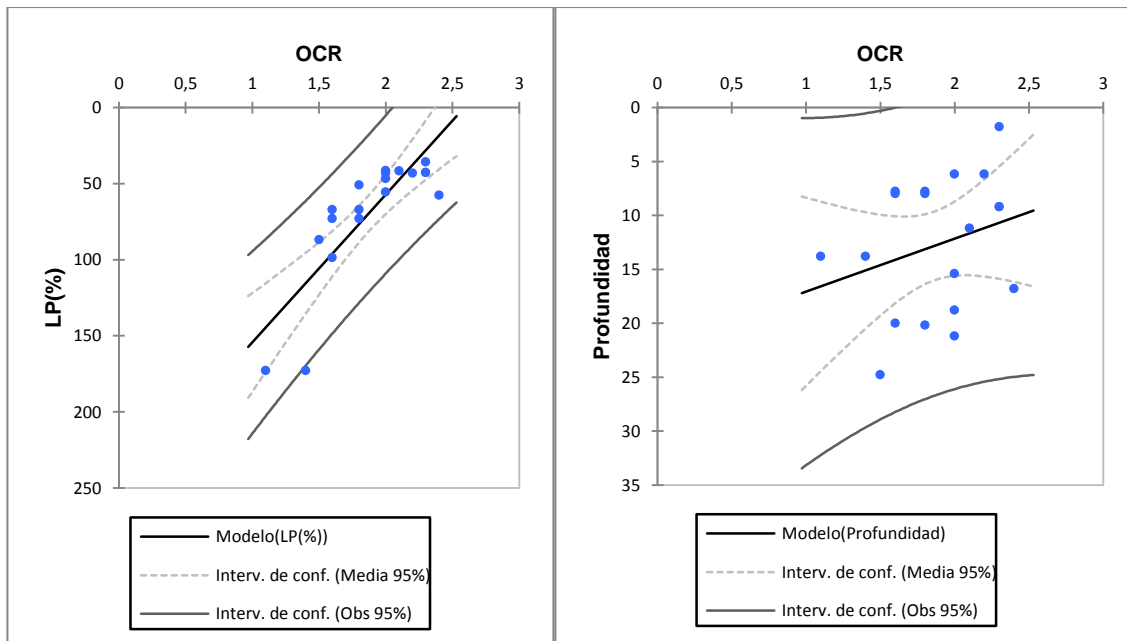 OCR
0 0,5 1 1,5 2 2,5 3
0
50
100
150
200
250
LP(%)
Modelo(LP(%))
Interv. de conf. (Media 95%)
Interv. de conf. (Obs 95%)
OCR
0 0,5 1 1,5 2 2,5 3
0
5
10
15
20
25
30
35
Profundidad
Modelo(Profundidad)
Interv. de conf. (Media 95%)
Interv. de conf. (Obs 95%)